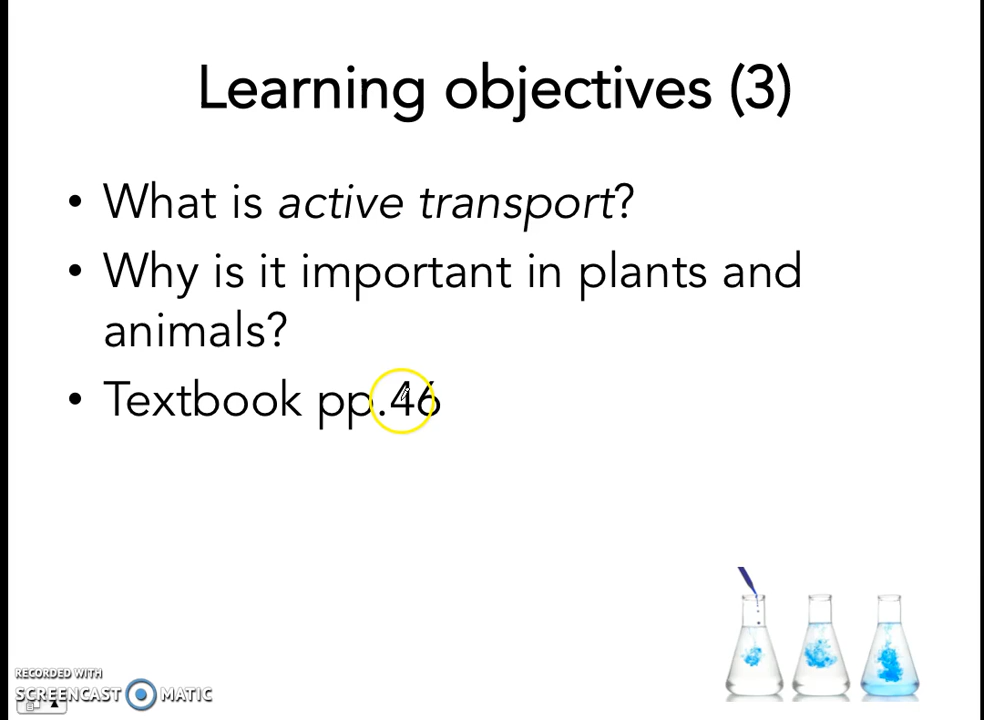 Learning objectives (3)
• What is active transport?
• Why is it important in plants and
animals?
• Textbook pp.46
RECORDED WITH
SCREENCAST MATIC